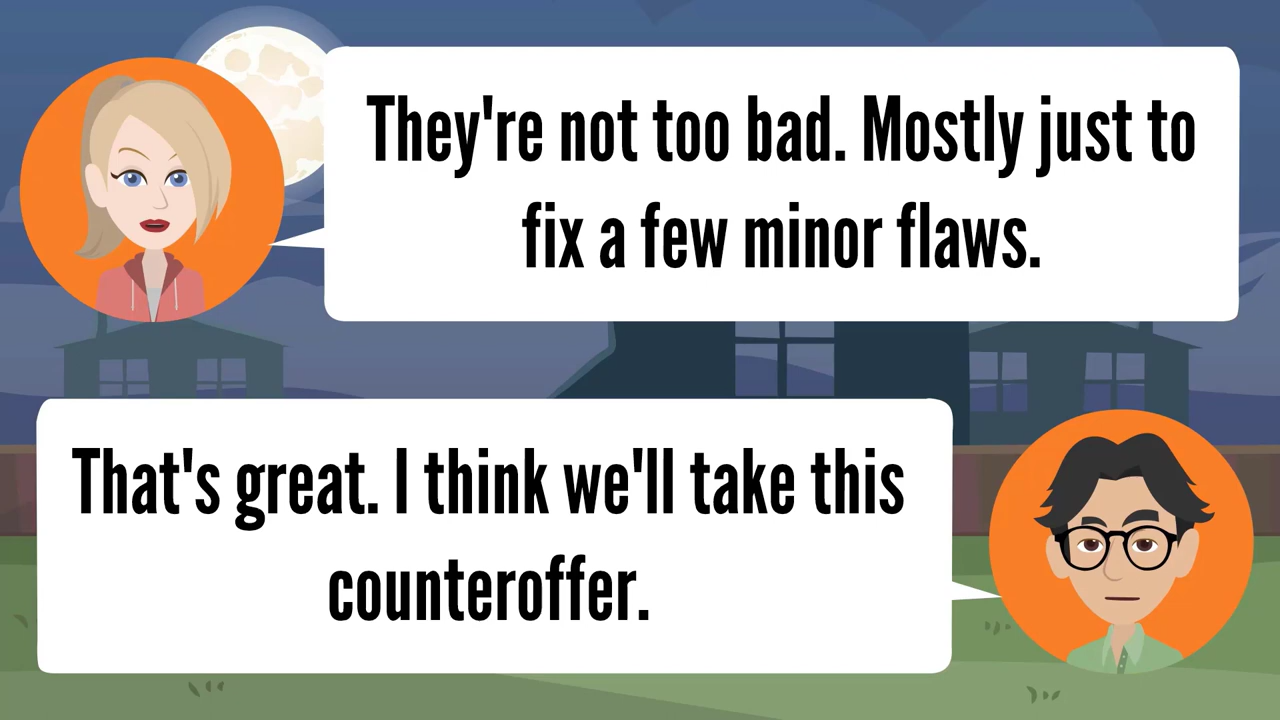 They're not too bad. Mostly just to
fix a few minor flaws.
That's great. I think we'll take this
counteroffer.